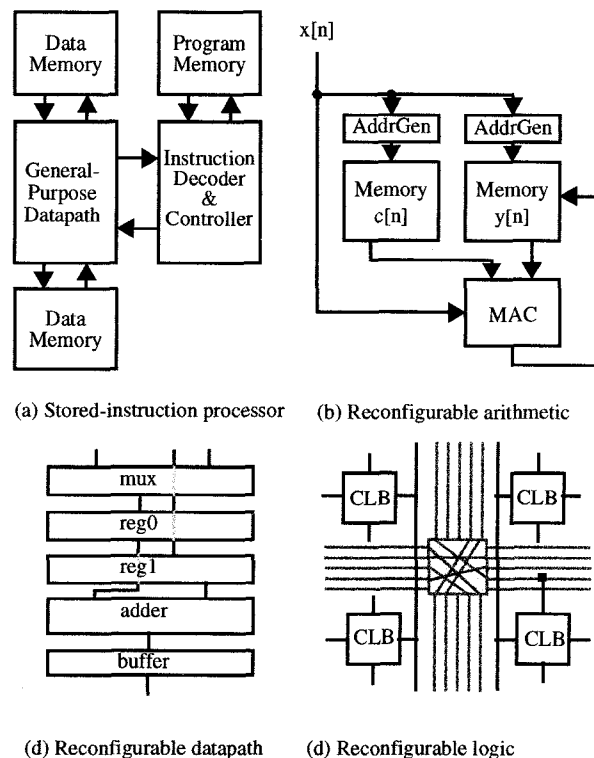 Data
Memory
Program
Memory
General-
Purpose
Datapath
Instruction
Decoder
&
Controller
Data
Memory
(a) Stored-instruction processor
x[n]
AddrGen
AddrGen
Memory
c[n]
Memory
y[n]
MAC
(b) Reconfigurable arithmetic
mux
reg0
reg1
adder
buffer
(d) Reconfigurable datapath
CLB
CLB
CLB
CLB
(d) Reconfigurable logic